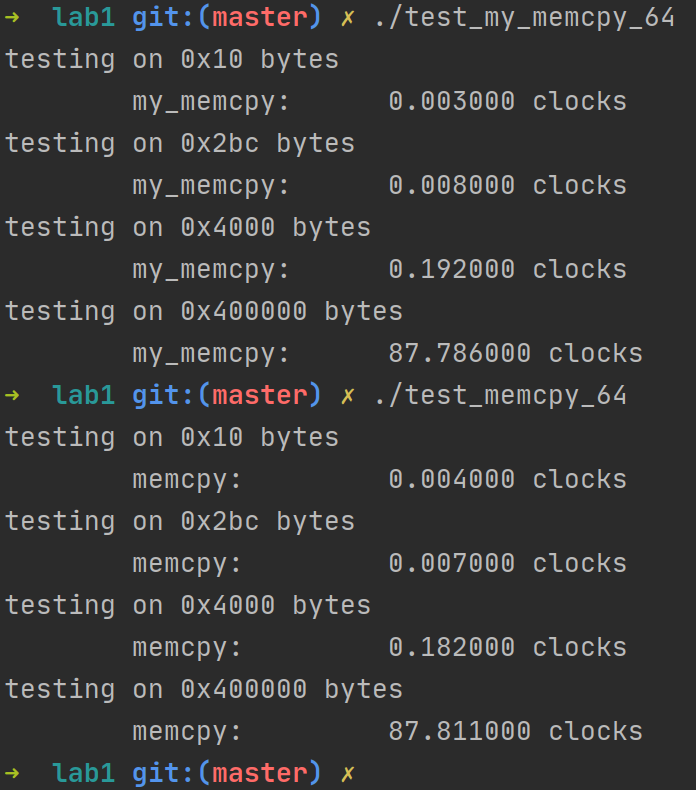 → lab1 git:(master) ✗ ./test_my_memcpy_64
testing on 0x10 bytes
my_memcpy: 0.003000 clocks
testing on 0x2bc bytes
my_memcpy: 0.008000 clocks
testing on 0x4000 bytes
my_memcpy: 0.192000 clocks
testing on 0x400000 bytes
my_memcpy: 87.786000 clocks
→ lab1 git:(master) ✗ ./test_memcpy_64
testing on 0x10 bytes
memcpy: 0.004000 clocks
testing on 0x2bc bytes
memcpy: 0.007000 clocks
testing on 0x4000 bytes
memcpy: 0.182000 clocks
testing on 0x400000 bytes
memcpy: 87.811000 clocks
→ lab1 git:(master) ✗